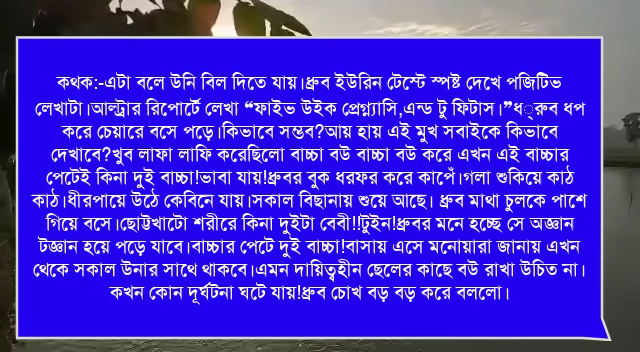 কথক:-এটা বলে উনি বিল দিতে যায়।ধ্রুব ইউরিন টেস্টে স্পষ্ট দেখে পজিটিভ
লেখাটা।আল্ট্রার রিপোর্টে লেখা “ফাইভ উইক প্রেগ্ন্যাসি,এন্ড টু ফিটাস।”ধ্রুব ধপ
করে চেয়ারে বসে পড়ে।কিভাবে সম্ভব?আয় হায় এই মুখ সবাইকে কিভাবে
দেখাবে?খুব লাফা লাফি করেছিলো বাচ্চা বউ বাচ্চা বউ করে এখন এই বাচ্চার
পেটেই কিনা দুই বাচ্চা!ভাবা যায়!ধ্রুবর বুক ধরফর করে কাপেঁ।গলা শুকিয়ে কাঠ
কাঠ।ধীরপায়ে উঠে কেবিনে যায়।সকাল বিছানায় শুয়ে আছে। ধ্রুব মাথা চুলকে পাশে
গিয়ে বসে।ছোট্টখাটো শরীরে কিনা দুইটা বেবী!!টুইন!ধ্রুবর মনে হচ্ছে সে অজ্ঞান
টজ্ঞান হয়ে পড়ে যাবে।বাচ্চার পেটে দুই বাচ্চা!বাসায় এসে মনোয়ারা জানায় এখন
থেকে সকাল উনার সাথে থাকবে।এমন দায়িত্বহীন ছেলের কাছে বউ রাখা উচিত না।
কখন কোন দূর্ঘটনা ঘটে যায়!ধ্রুব চোখ বড় বড় করে বললো।